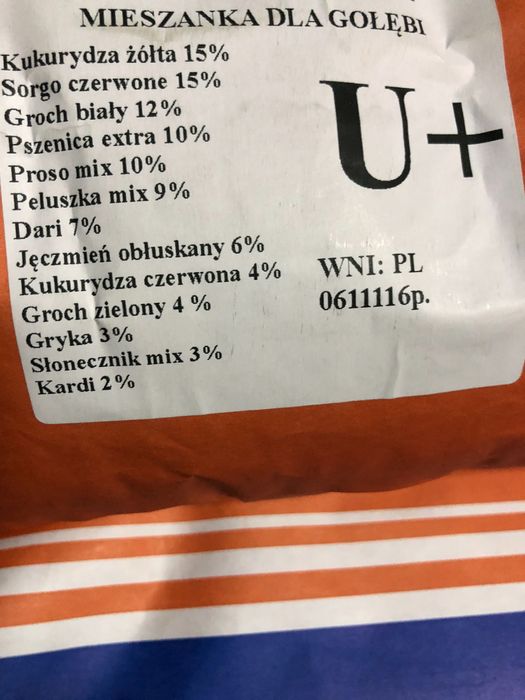 MIESZANKA DLA GOŁĘBI
Kukurydza żółta 15%
Sorgo czerwone 15%
Groch biały 12%
Pszenica extra 10%
Proso mix 10%
Peluszka mix 9%
Dari 7%
Jęczmień obłuskany 6%
Kukurydza czerwona 4%
Groch zielony 4 %
Gryka 3%
Słonecznik mix 3%
Kardi 2%
U+
WNI: PL
0611116p.